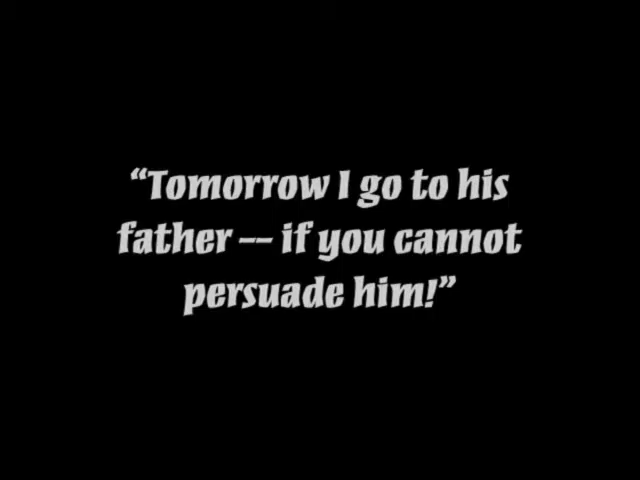 “Tomorrow I go to his
father -- if you cannot
persuade him!”